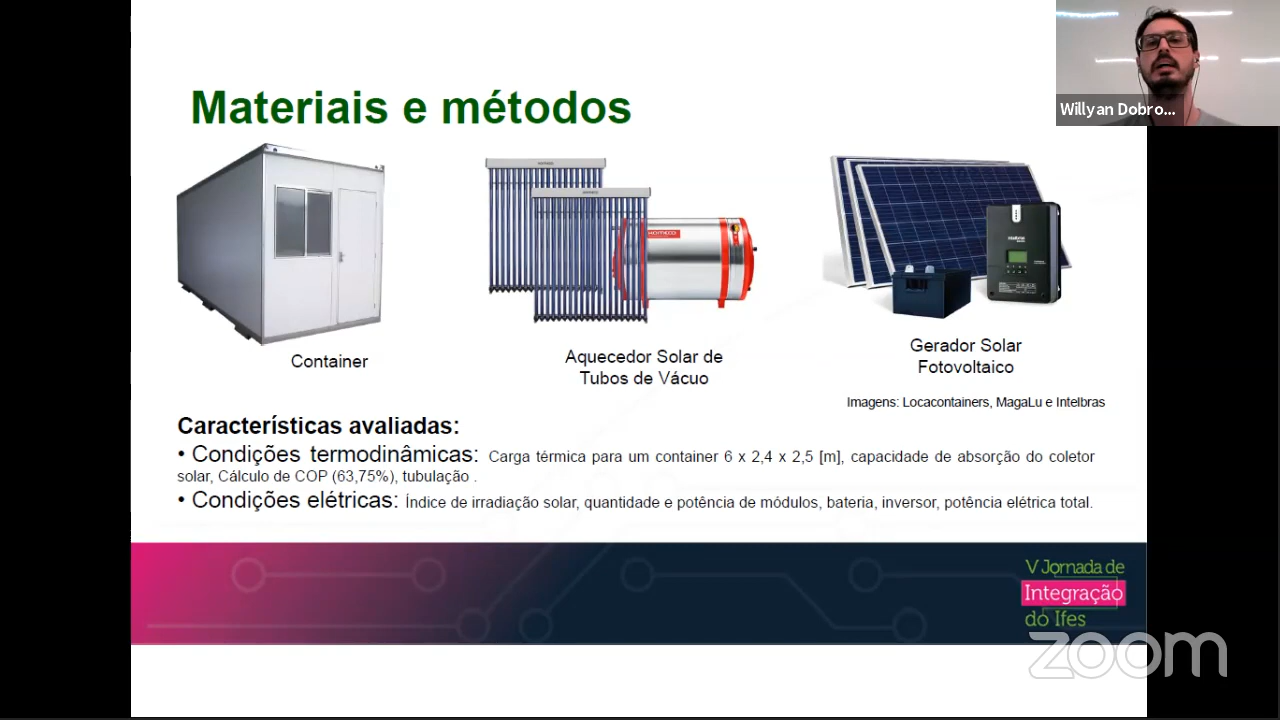 Willyan Dobro...
Materiais e métodos
KOMECO
intelbras
Container
Aquecedor Solar de
Tubos de Vácuo
Gerador Solar
Fotovoltaico
Imagens: Locacontainers, MagaLu e Intelbras
Características avaliadas:
• Condições termodinâmicas: Carga térmica para um container 6 x 2,4 x 2,5 [m], capacidade de absorção do coletor
solar, Cálculo de COP (63,75%), tubulação .
• Condições elétricas: Índice de irradiação solar, quantidade e potência de módulos, bateria, inversor, potência elétrica total.
V Jornada de
Integração
do Ifes
zoom